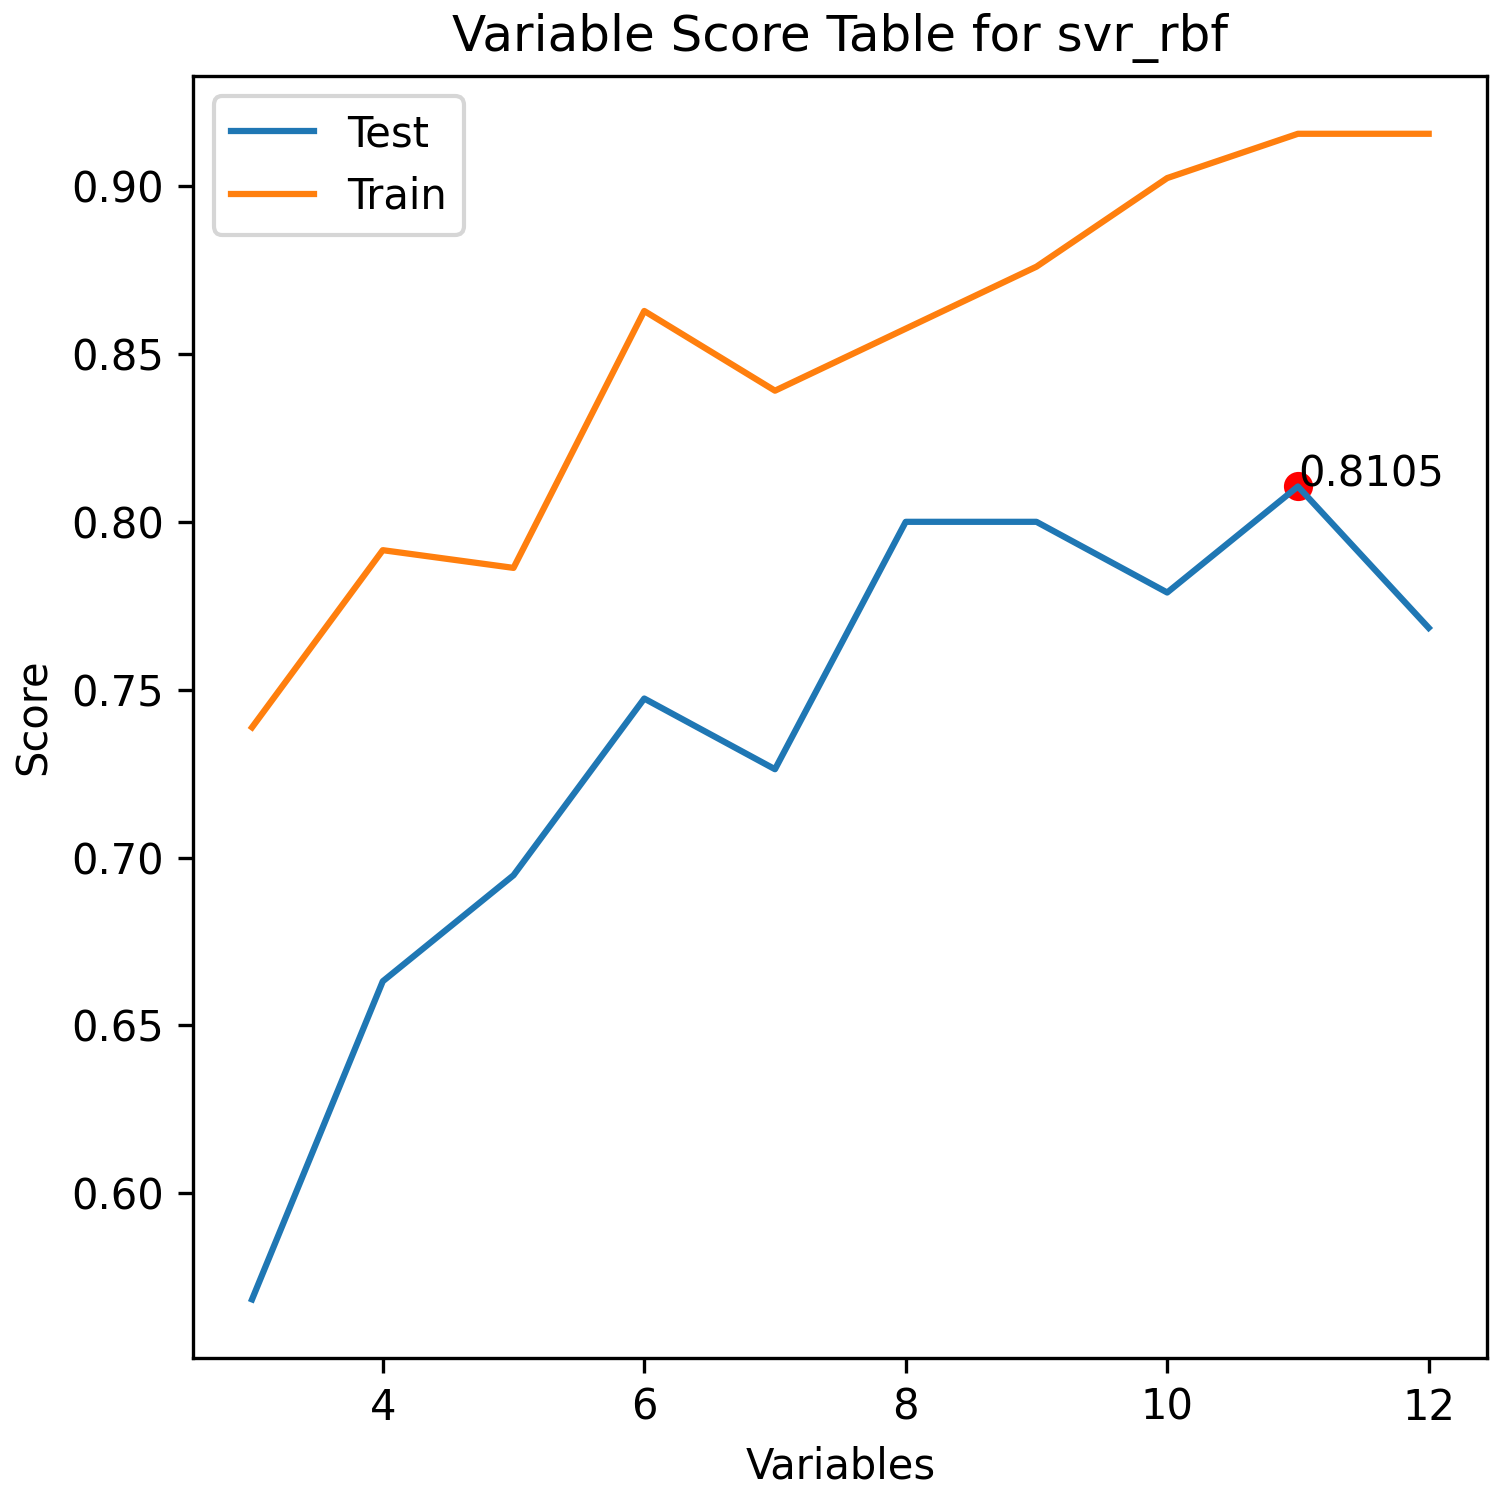 Variable Score Table for svr_rbf
Test
Train
0.90
0.85
0.8105
0.80
0.75
Score
0.70
0.65
0.60
4 6 8 10 12
Variables